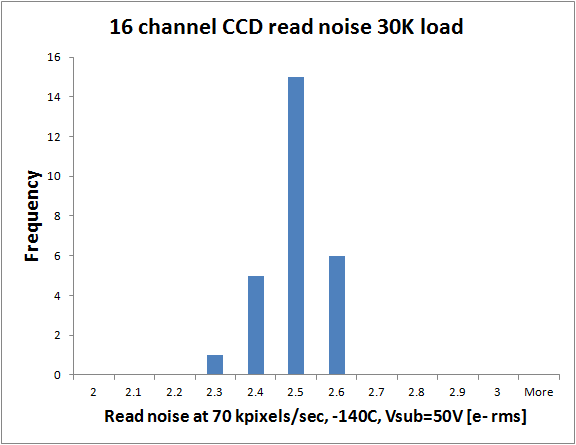 16 channel CCD read noise 30K load
16
14
12
10
8
6
4
2
0
Frequency
2 2.1 2.2 2.3 2.4 2.5 2.6 2.7 2.8 2.9 3 More
Read noise at 70 kpixels/sec, -140C, Vsub=50V [e- rms]